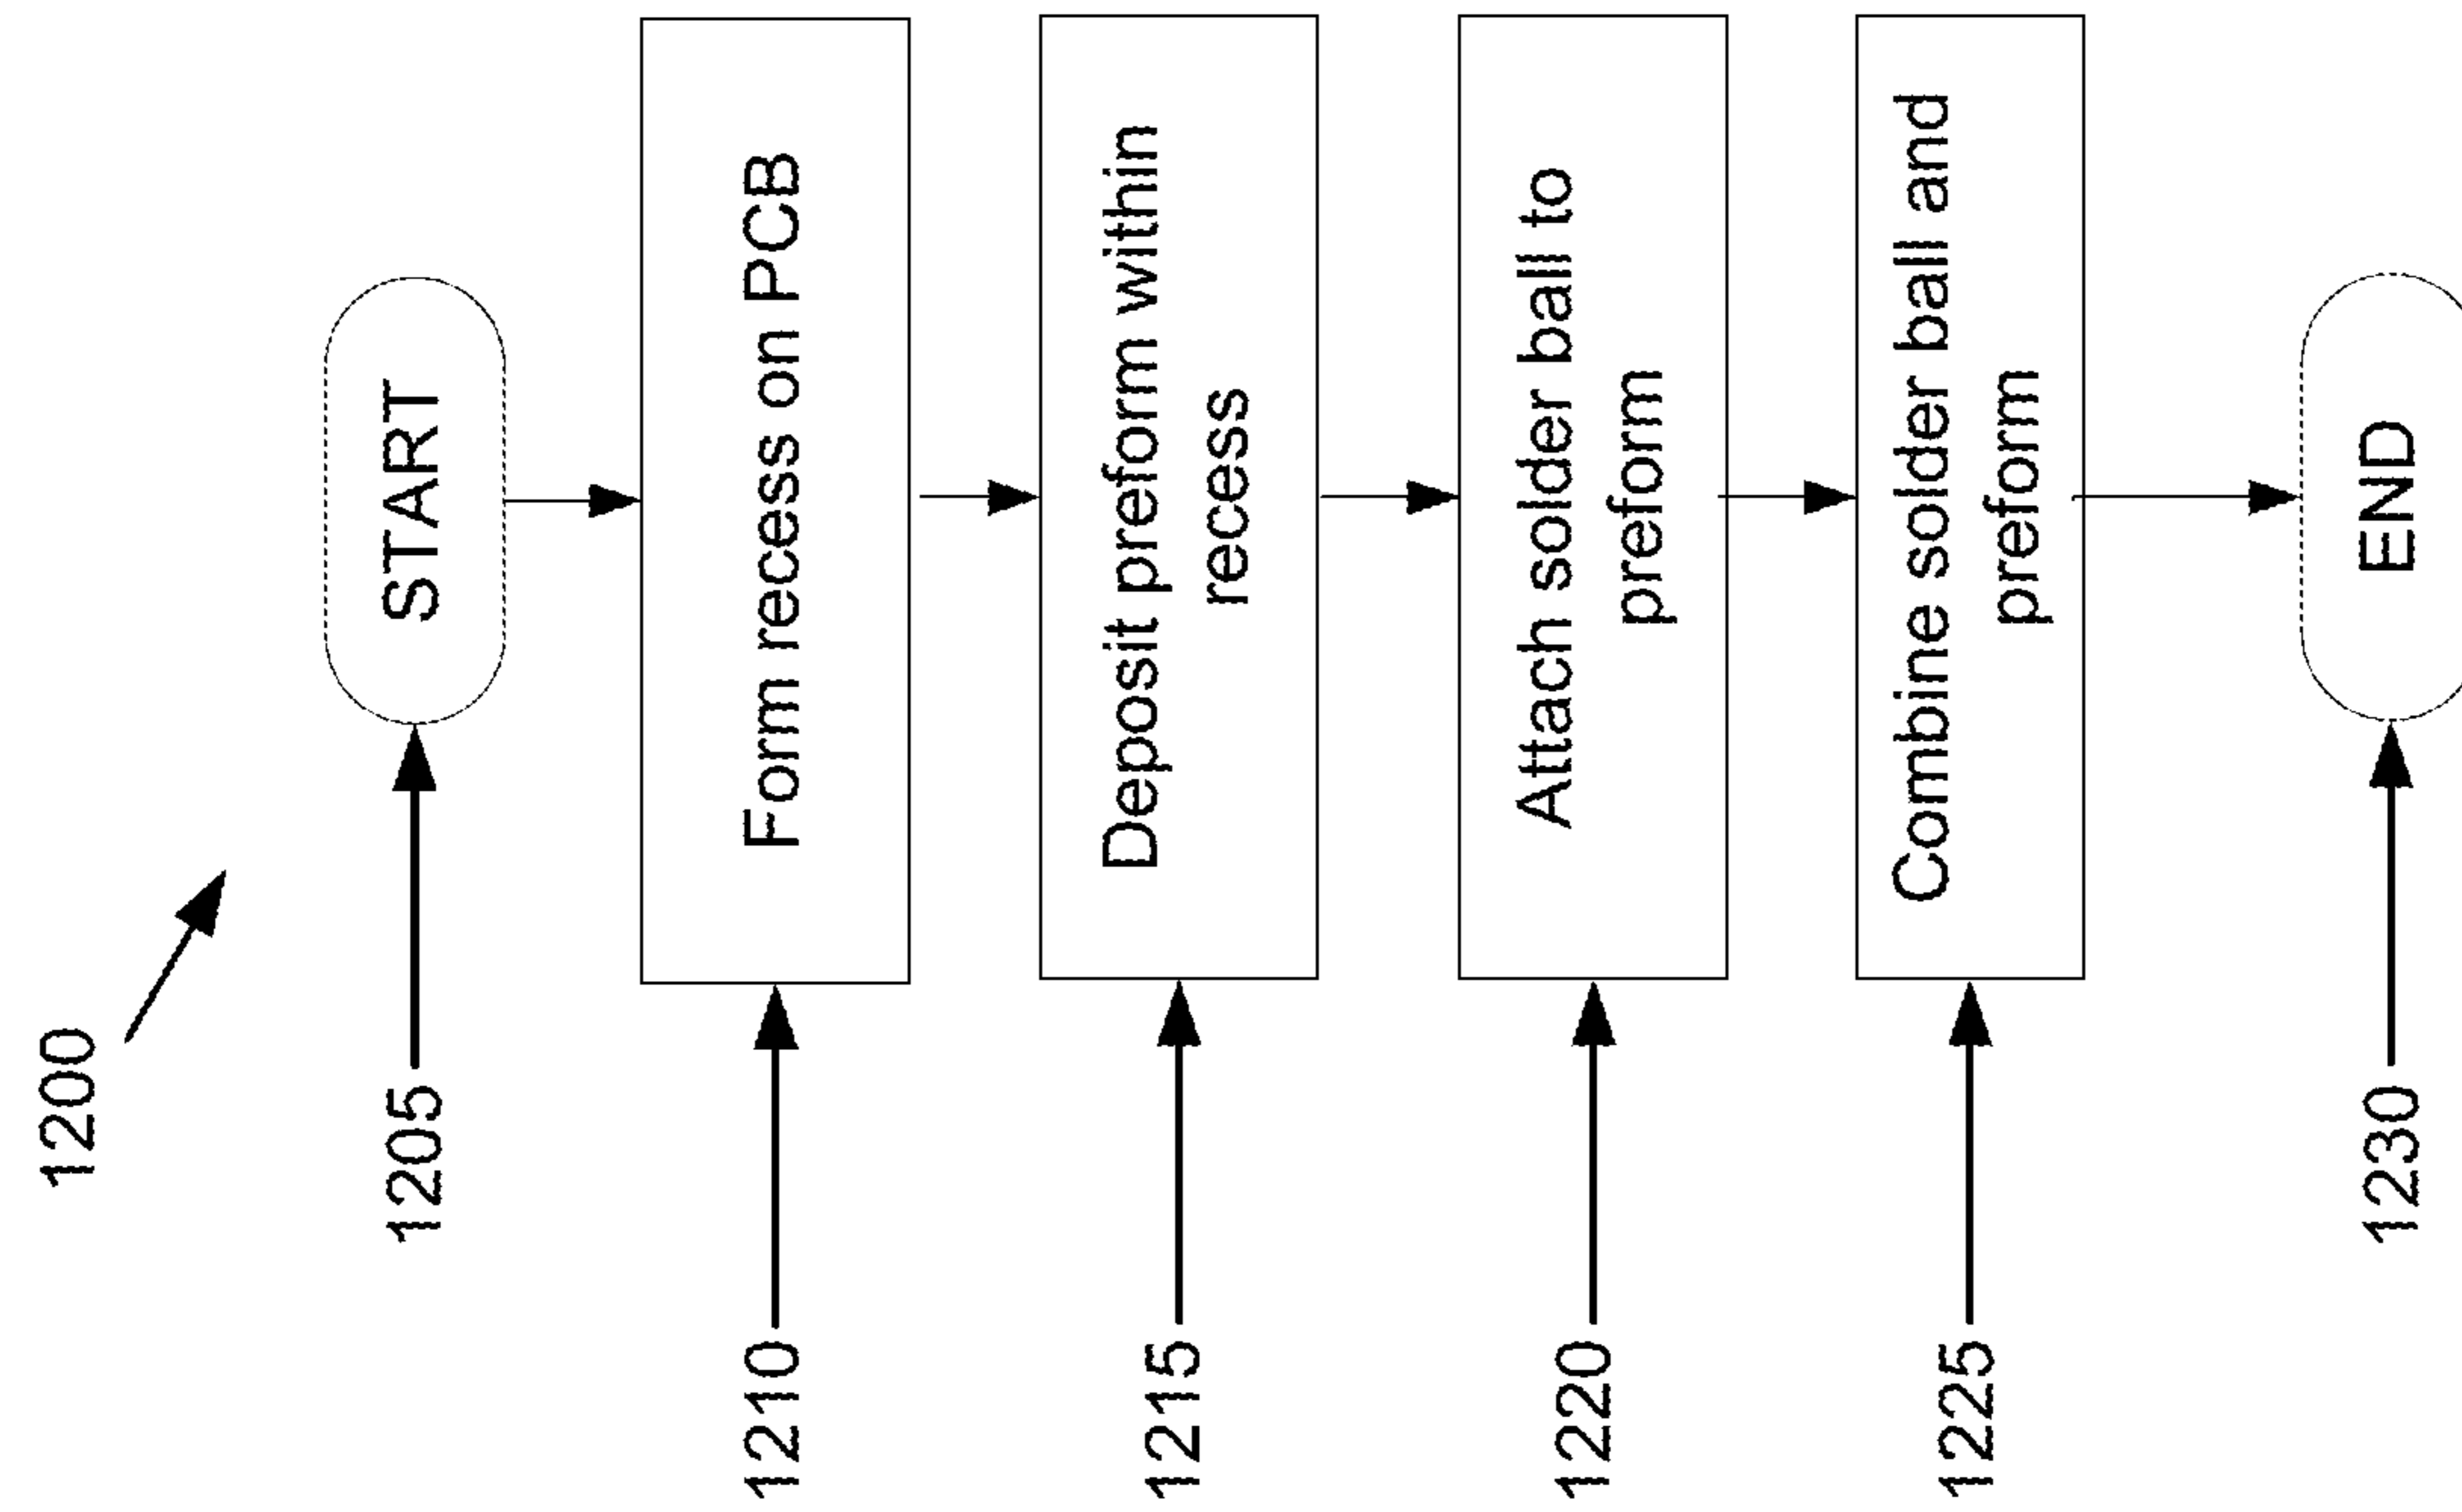 1200
1205
START
1210
Form recess on PCB
1215
Deposit preform within
recess
1220
Attach solder ball to
preform
1225
Combine solder ball and
preform
1230
END